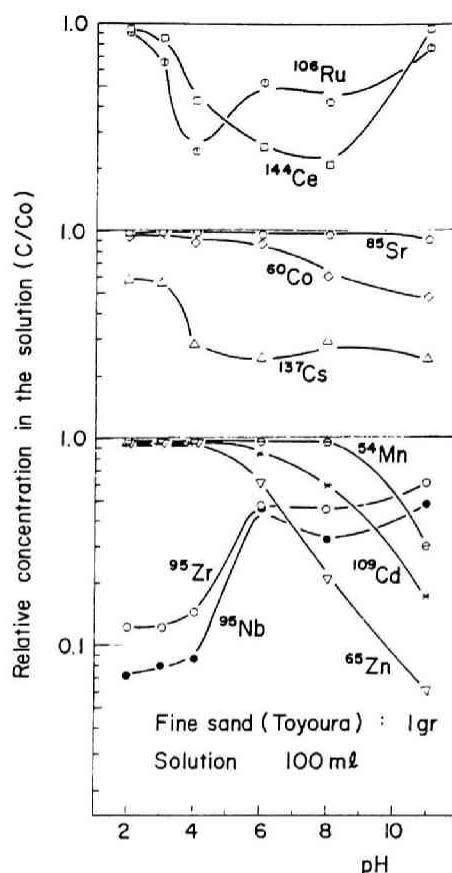 Relative concentration in the solution (C/Co)
1.0
¹⁰⁶Ru
¹⁴⁴Ce
1.0
⁸⁵Sr
⁶⁰Co
¹³⁷Cs
1.0
⁵⁴Mn
⁹⁵Zr
¹⁰⁹Cd
⁹⁵Nb
0.1
⁶⁵Zn
Fine sand (Toyoura) : 1gr
Solution 100 mℓ
2 4 6 8 10
pH